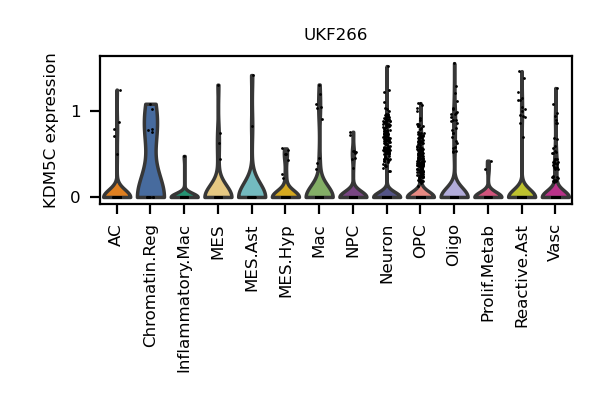 UKF266
KDM5C expression
1
0
AC
Chromatin.Reg
Inflammatory.Mac
MES
MES.Ast
MES.Hyp
Mac
NPC
Neuron
OPC
Oligo
Prolif.Metab
Reactive.Ast
Vasc